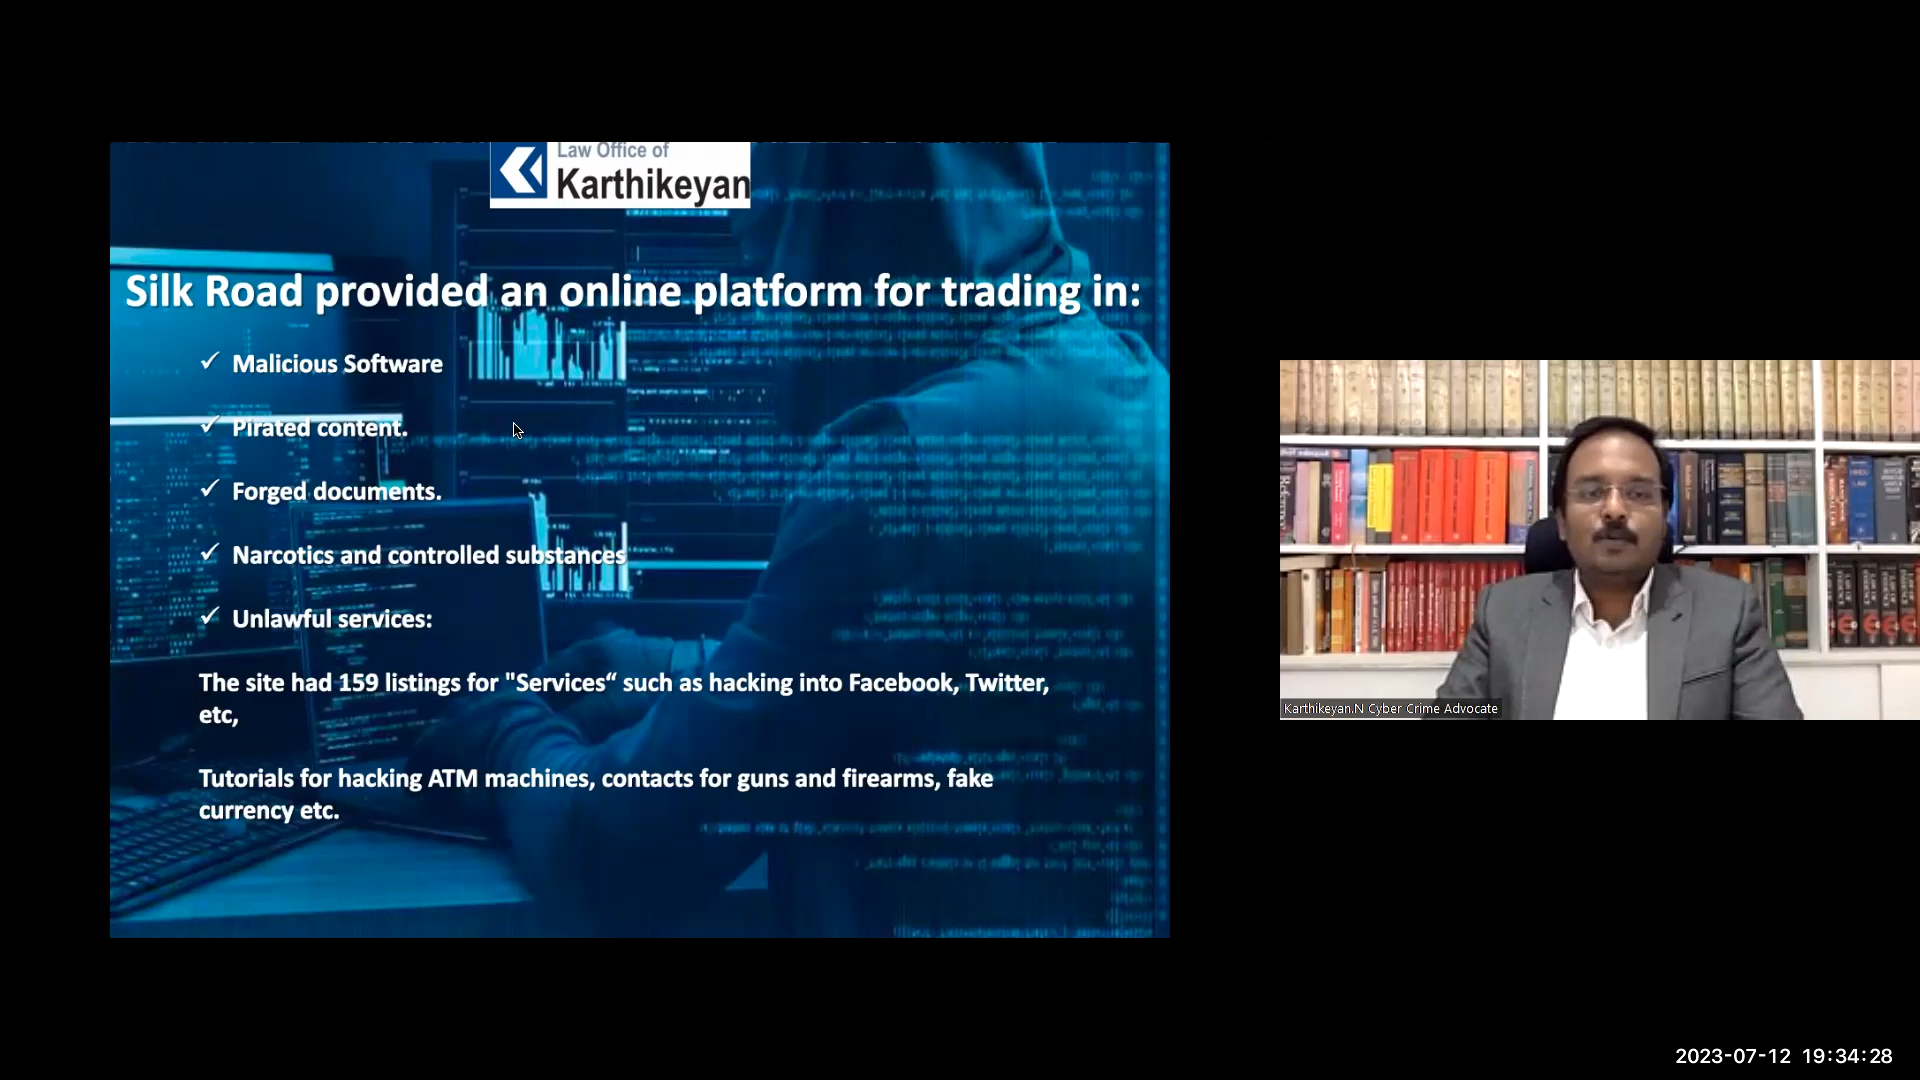 Law Office of
Karthikeyan
Silk Road provided an online platform for trading in:
✓ Malicious Software
✓ Pirated content.
✓ Forged documents.
✓ Narcotics and controlled substances
✓ Unlawful services:
The site had 159 listings for "Services“ such as hacking into Facebook, Twitter,
etc,
Tutorials for hacking ATM machines, contacts for guns and firearms, fake
currency etc.
Karthikeyan.N Cyber Crime Advocate
2023-07-12 19:34:28